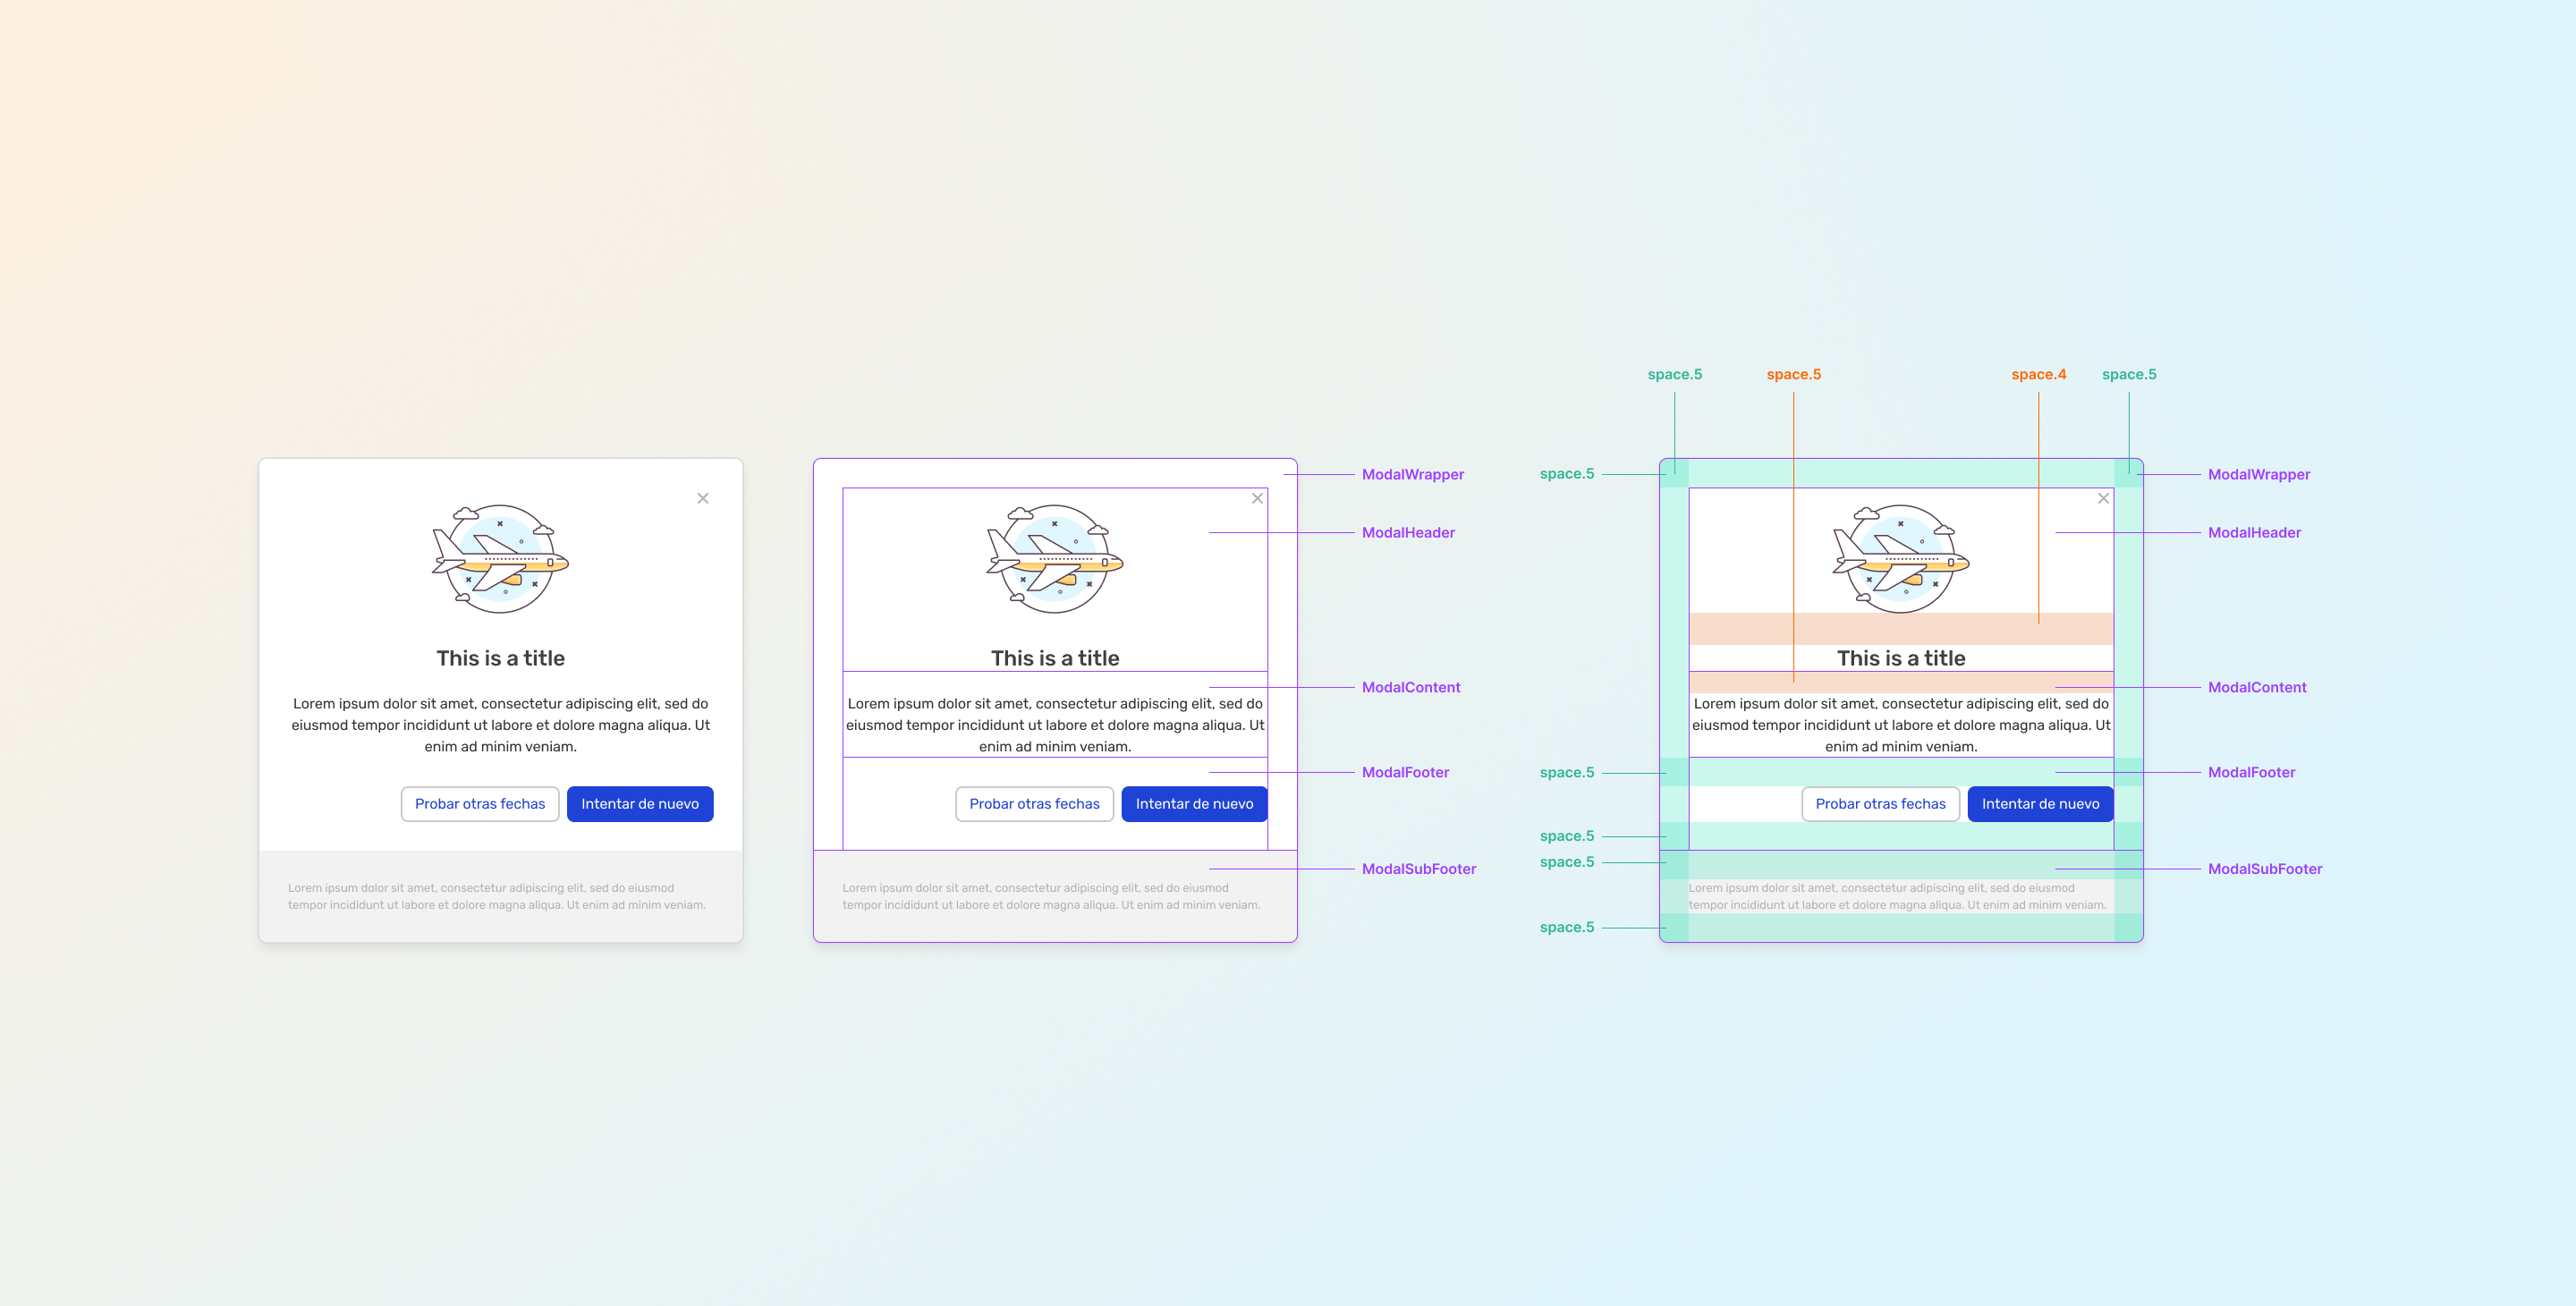 This is a title
Lorem ipsum dolor sit amet, consectetur adipiscing elit, sed do
eiusmod tempor incididunt ut labore et dolore magna aliqua. Ut
enim ad minim veniam.
Probar otras fechas
Intentar de nuevo
Lorem ipsum dolor sit amet, consectetur adipiscing elit, sed do eiusmod
tempor incididunt ut labore et dolore magna aliqua. Ut enim ad minim veniam.
ModalWrapper
ModalHeader
This is a title
ModalContent
Lorem ipsum dolor sit amet, consectetur adipiscing elit, sed do
eiusmod tempor incididunt ut labore et dolore magna aliqua. Ut
enim ad minim veniam.
ModalFooter
Probar otras fechas
Intentar de nuevo
ModalSubFooter
Lorem ipsum dolor sit amet, consectetur adipiscing elit, sed do eiusmod
tempor incididunt ut labore et dolore magna aliqua. Ut enim ad minim veniam.
space.5
space.5
space.4
space.5
space.5
ModalWrapper
ModalHeader
This is a title
ModalContent
Lorem ipsum dolor sit amet, consectetur adipiscing elit, sed do
eiusmod tempor incididunt ut labore et dolore magna aliqua. Ut
enim ad minim veniam.
space.5
ModalFooter
Probar otras fechas
Intentar de nuevo
space.5
space.5
ModalSubFooter
Lorem ipsum dolor sit amet, consectetur adipiscing elit, sed do eiusmod
tempor incididunt ut labore et dolore magna aliqua. Ut enim ad minim veniam.
space.5